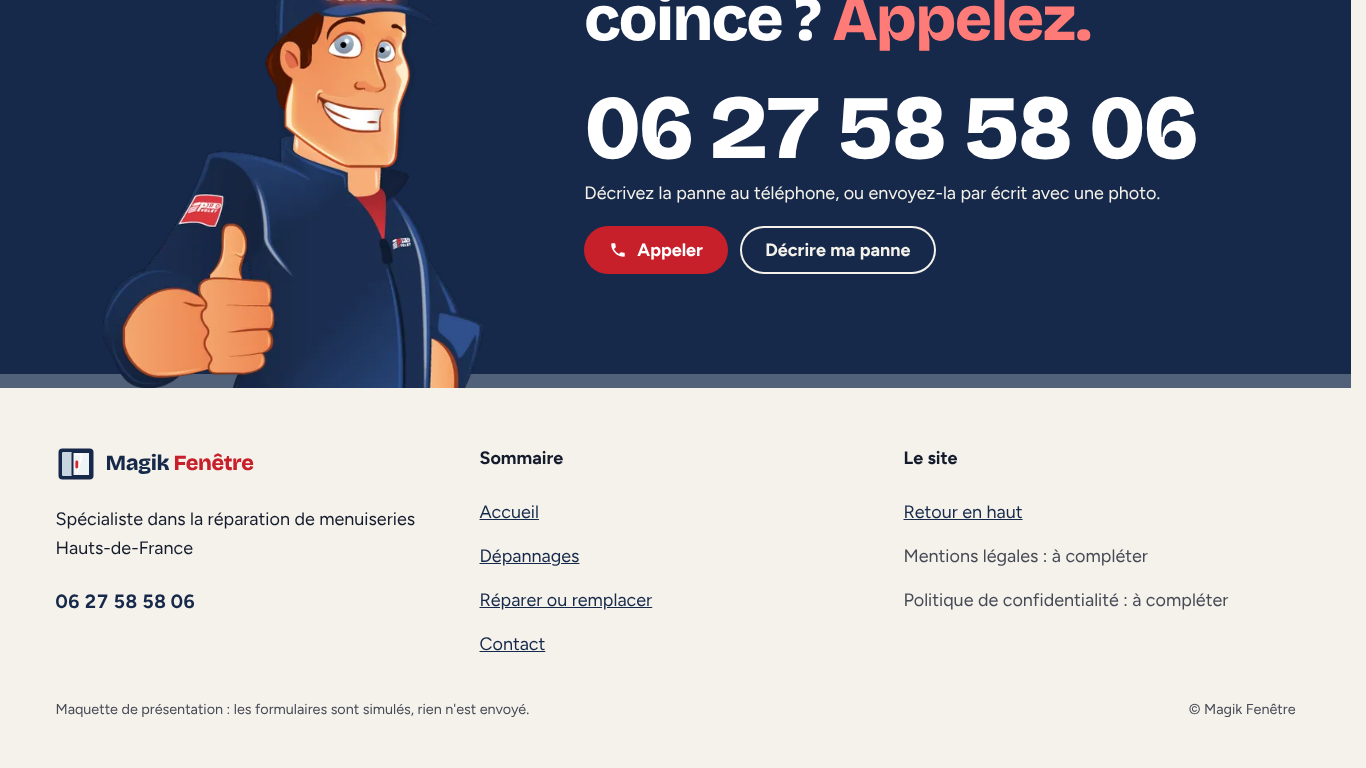 coince ? Appelez.
06 27 58 58 06
Décrivez la panne au téléphone, ou envoyez-la par écrit avec une photo.
Appeler
Décrire ma panne
Magik Fenêtre
Spécialiste dans la réparation de menuiseries
Hauts-de-France
06 27 58 58 06
Sommaire
Accueil
Dépannages
Réparer ou remplacer
Contact
Le site
Retour en haut
Mentions légales : à compléter
Politique de confidentialité : à compléter
Maquette de présentation : les formulaires sont simulés, rien n'est envoyé.
© Magik Fenêtre